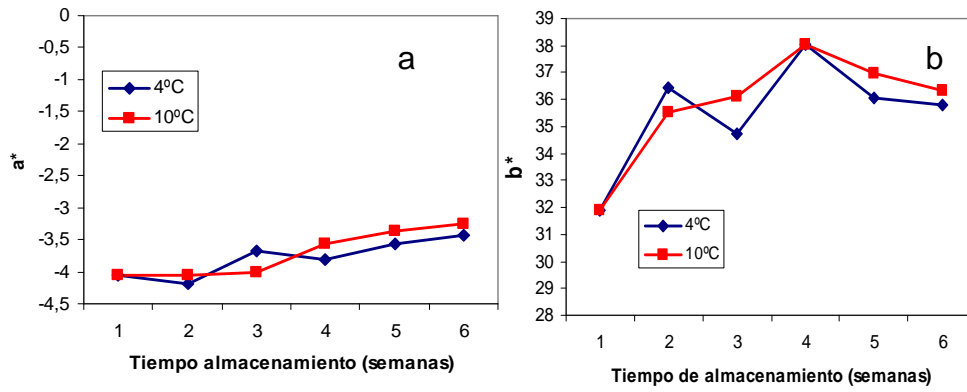 0
-0,5
-1
-1,5
-2
-2,5
-3
-3,5
-4
-4,5
a*
a
4ºC
10ºC
1 2 3 4 5 6
Tiempo almacenamiento (semanas)
39
38
37
36
35
34
33
32
31
30
29
28
b*
b
4ºC
10ºC
1 2 3 4 5 6
Tiempo de almacenamiento (semanas)